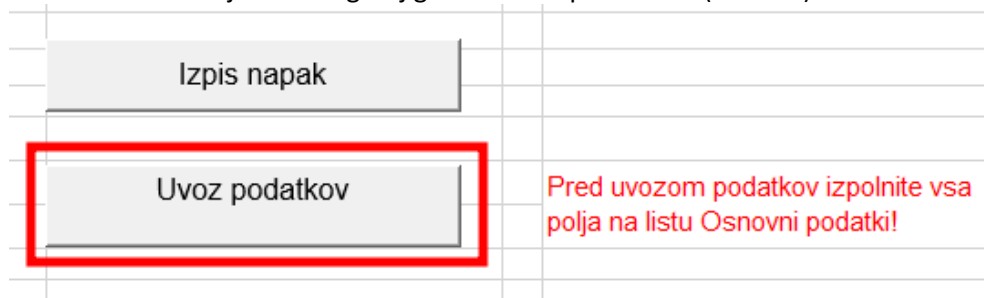 Izpis napak
Uvoz podatkov
Pred uvozom podatkov izpolnite vsa
polja na listu Osnovni podatki!